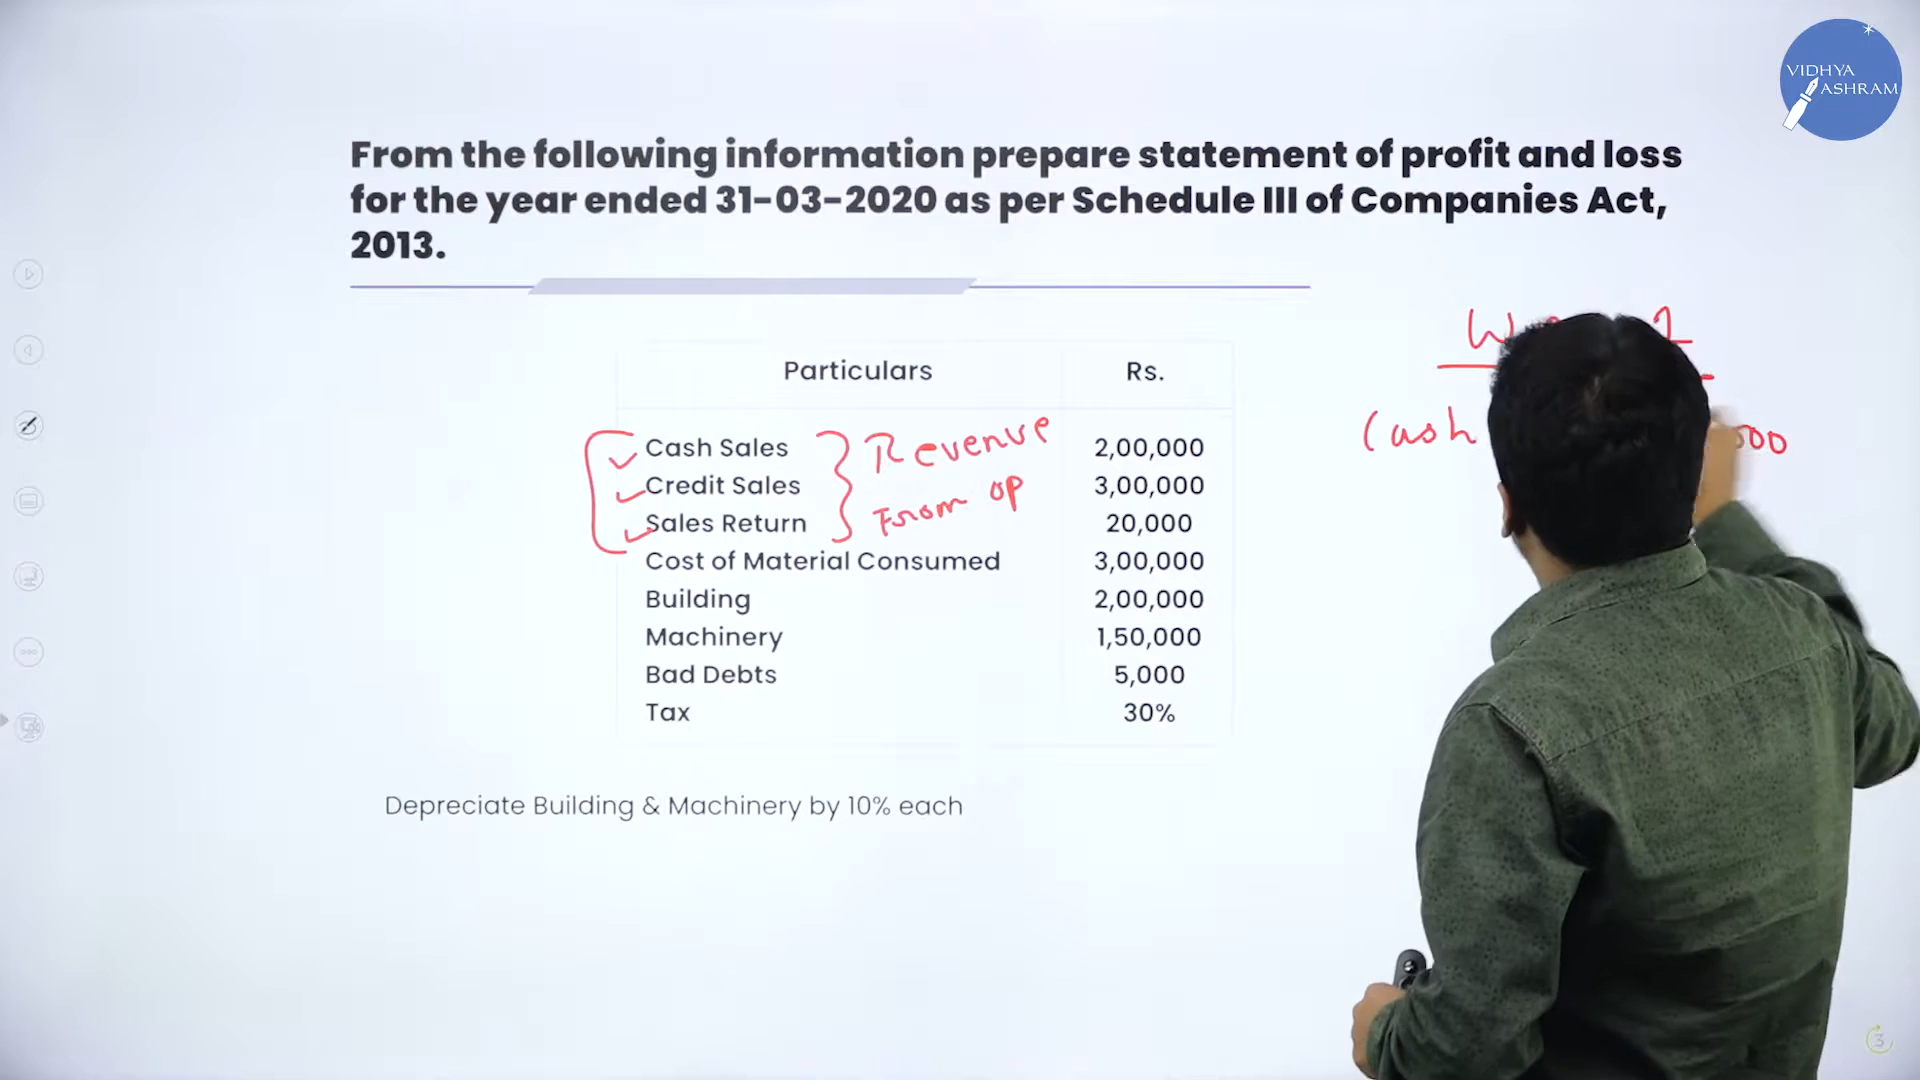 VIDHYA
ASHRAM
From the following information prepare statement of profit and loss
for the year ended 31-03-2020 as per Schedule III of Companies Act,
2013.
Particulars Rs.
Cash Sales 2,00,000
Credit Sales 3,00,000
Sales Return 20,000
Cost of Material Consumed 3,00,000
Building 2,00,000
Machinery 1,50,000
Bad Debts 5,000
Tax 30%
Revenue
From op
Cash
Depreciate Building & Machinery by 10% each
3